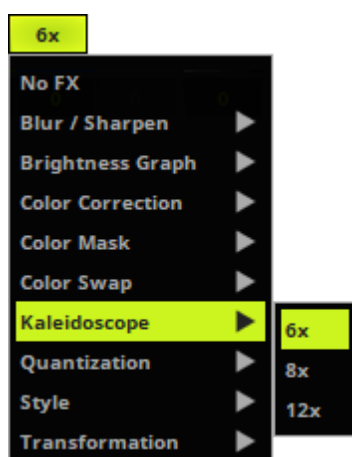 6x
No FX
Blur / Sharpen
Brightness Graph
Color Correction
Color Mask
Color Swap
Kaleidoscope
6x
8x
12x
Quantization
Style
Transformation